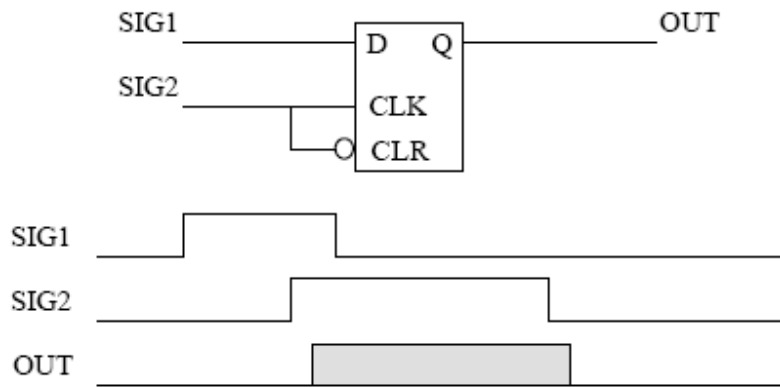 SIG1 OUT
D Q
SIG2
CLK
CLR
SIG1
SIG2
OUT